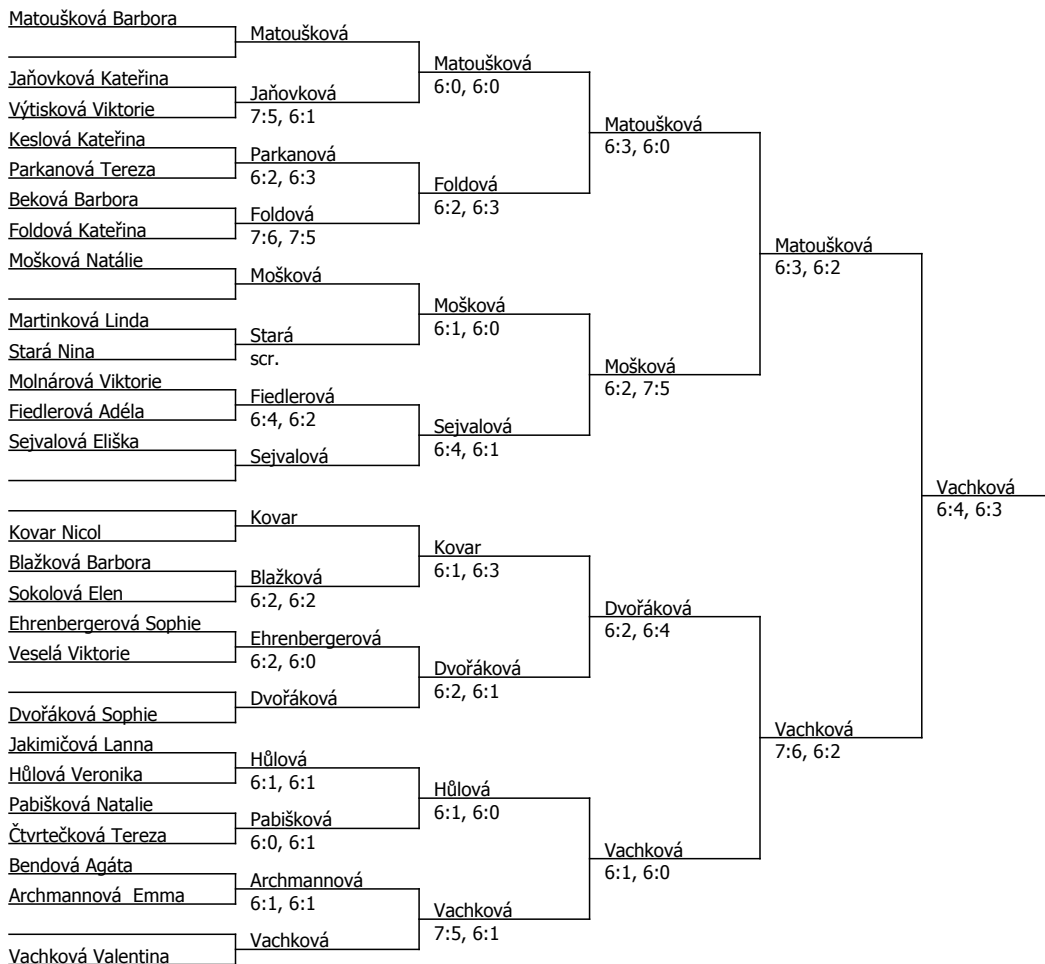 Matoušková Barbora
Matoušková
Matoušková
6:0, 6:0
Jaňovková Kateřina
Jaňovková
7:5, 6:1
Výtisková Viktorie
Matoušková
6:3, 6:0
Keslová Kateřina
Parkanová
6:2, 6:3
Parkanová Tereza
Foldová
6:2, 6:3
Beková Barbora
Foldová
7:6, 7:5
Foldová Kateřina
Matoušková
6:3, 6:2
Mošková Natálie
Mošková
Mošková
6:1, 6:0
Martinková Linda
Stará
scr.
Stará Nina
Mošková
6:2, 7:5
Molnárová Viktorie
Fiedlerová
6:4, 6:2
Fiedlerová Adéla
Sejvalová
6:4, 6:1
Sejvalová Eliška
Sejvalová
Vachková
6:4, 6:3
Kovar
Kovar Nicol
Kovar
6:1, 6:3
Blažková Barbora
Blažková
6:2, 6:2
Sokolová Elen
Dvořáková
6:2, 6:4
Ehrenbergerová Sophie
Ehrenbergerová
6:2, 6:0
Veselá Viktorie
Dvořáková
6:2, 6:1
Dvořáková
Dvořáková Sophie
Vachková
7:6, 6:2
Jakimičová Lanna
Hůlová
6:1, 6:1
Hůlová Veronika
Hůlová
6:1, 6:0
Pabišková Natalie
Pabišková
6:0, 6:1
Čtvrtečková Tereza
Vachková
6:1, 6:0
Bendová Agáta
Archmannová
6:1, 6:1
Archmannová  Emma
Vachková
7:5, 6:1
Vachková
Vachková Valentina